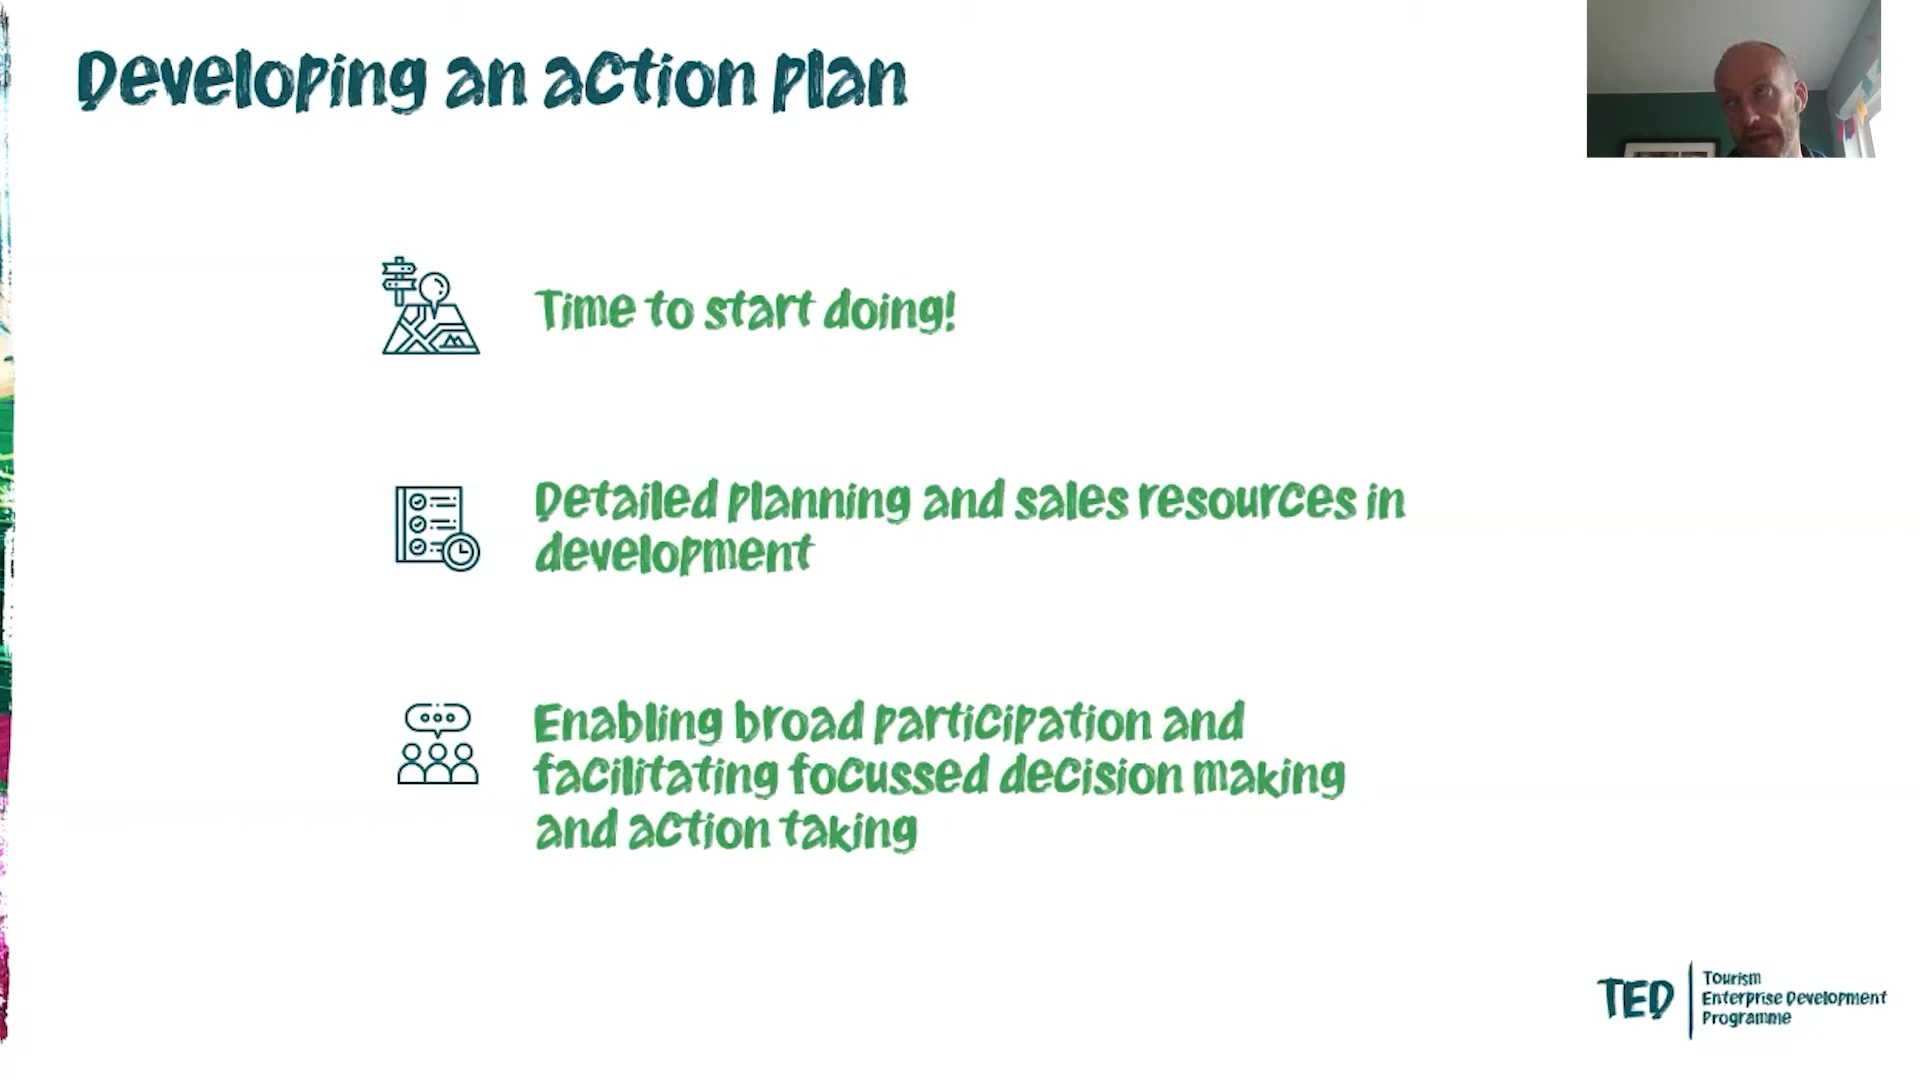 Developing an action plan
Time to start doing!
Detailed planning and sales resources in
development
Enabling broad participation and
facilitating focussed decision making
and action taking
TED
Tourism
Enterprise Development
Programme